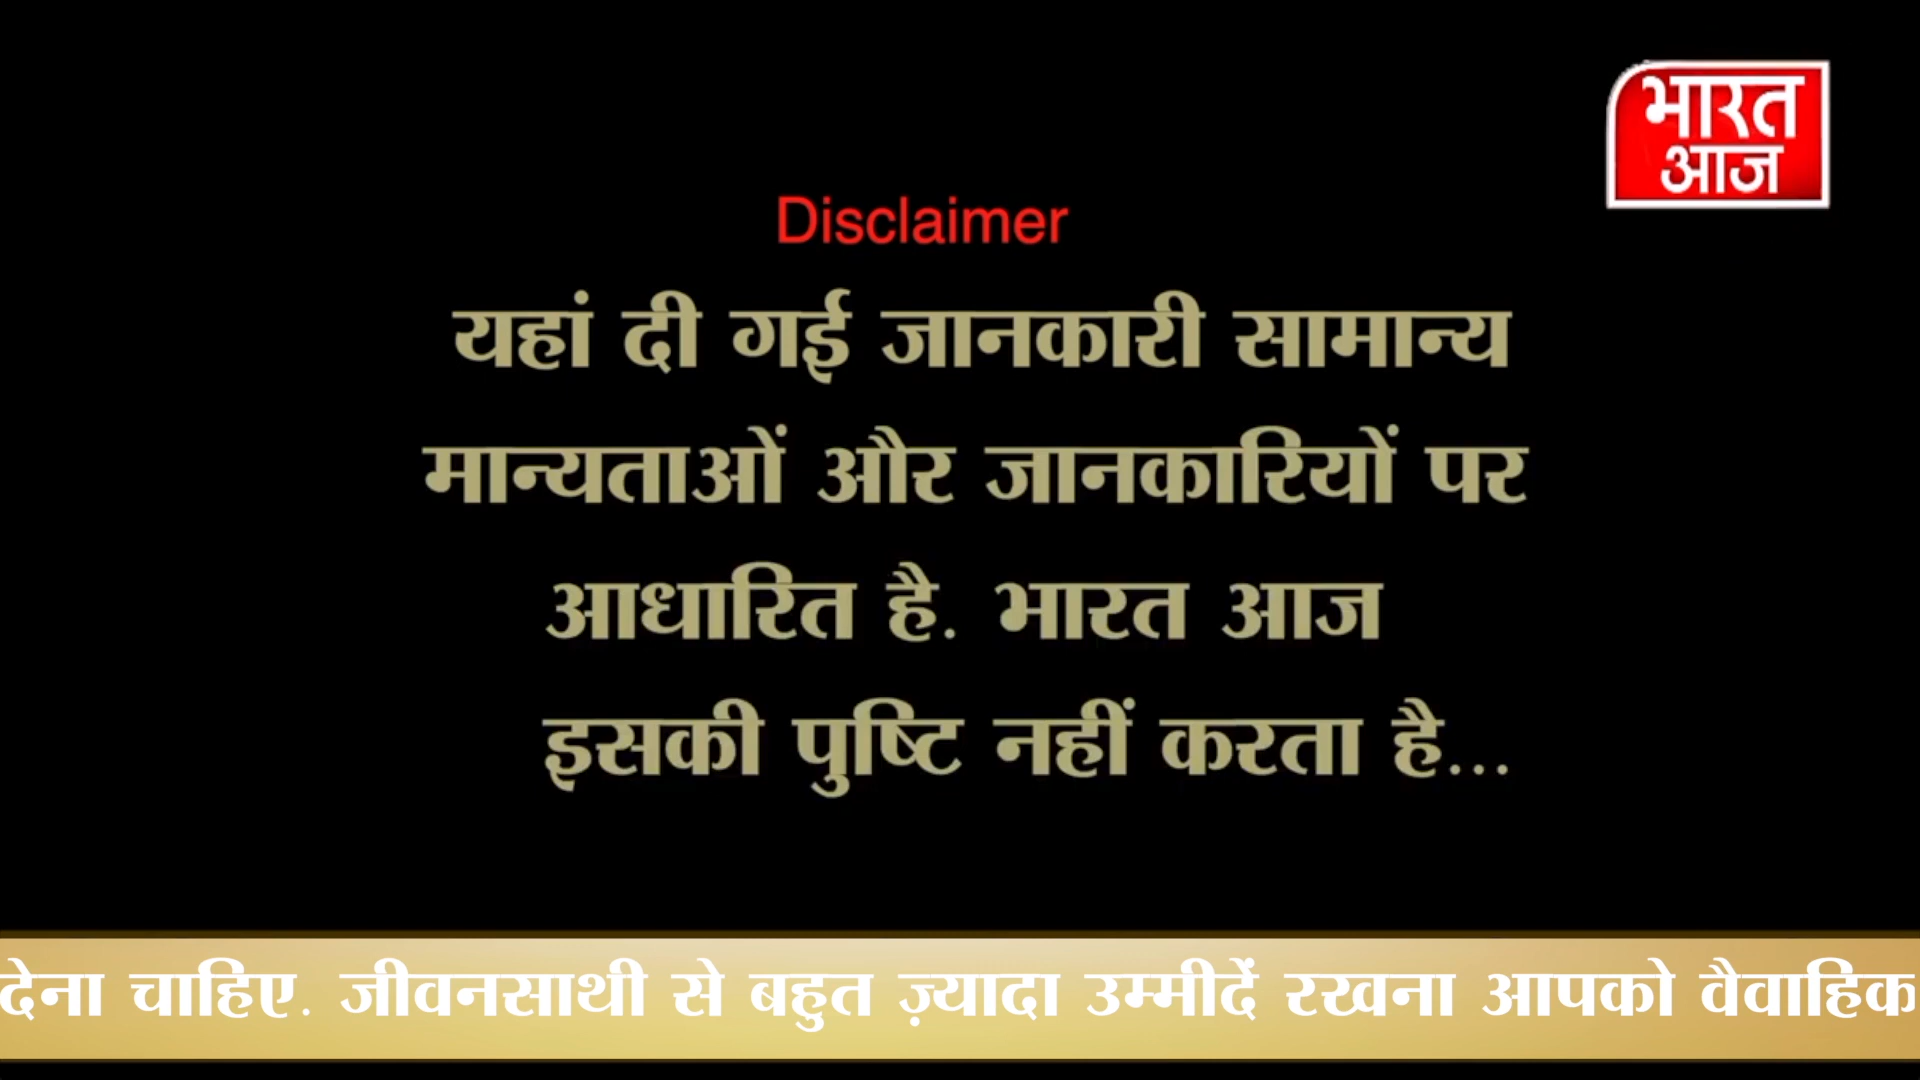 भारत
आज
Disclaimer
यहां दी गई जानकारी सामान्य
मान्यताओं और जानकारियों पर
आधारित है. भारत आज
इसकी पुष्टि नहीं करता है...
देना चाहिए. जीवनसाथी से बहुत ज़्यादा उम्मीदें रखना आपको वैवाहिक